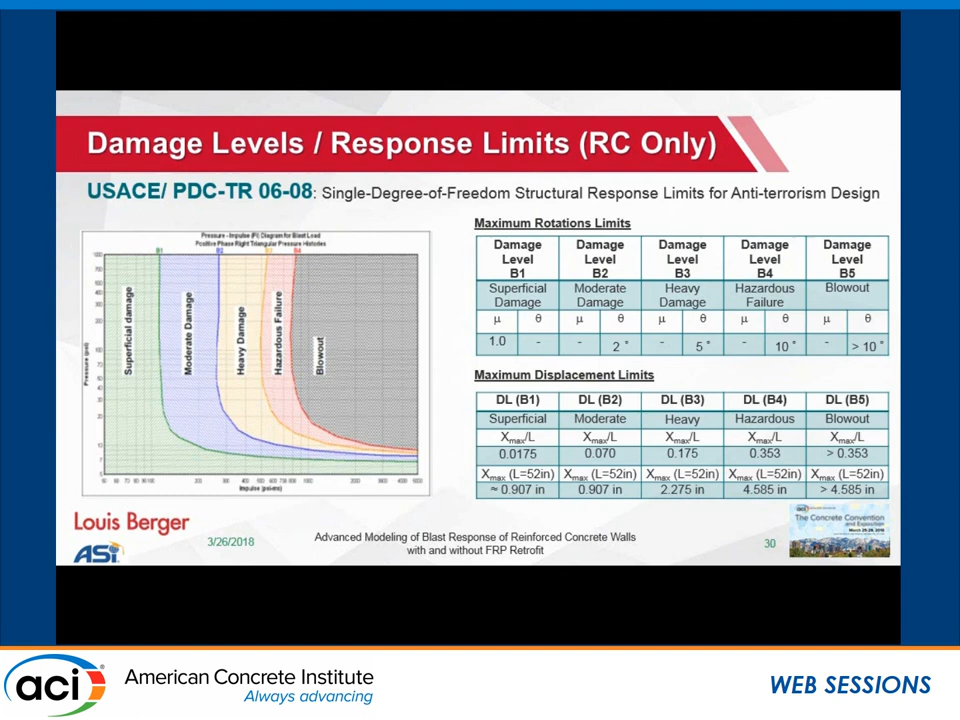 Damage Levels / Response Limits (RC Only)
USACE/ PDC-TR 06-08: Single-Degree-of-Freedom Structural Response Limits for Anti-terrorism Design
Pressure - Impulse (PI) Diagram for Blast Load
Positive Phase Right Triangular Pressure Histories
B1 B2 B3 B4
Superficial damage
Moderate Damage
Heavy Damage
Hazardous Failure
Blowout
Pressure (psi)
Impulse (psi-ms)
Maximum Rotations Limits
Damage Level B1 Damage Level B2 Damage Level B3 Damage Level B4 Damage Level B5
Superficial Damage Moderate Damage Heavy Damage Hazardous Failure Blowout
μ θ μ θ μ θ μ θ μ θ
1.0 - - 2 ° - 5 ° - 10 ° - > 10 °
Maximum Displacement Limits
DL (B1) DL (B2) DL (B3) DL (B4) DL (B5)
Superficial Moderate Heavy Hazardous Blowout
Xmax/L Xmax/L Xmax/L Xmax/L Xmax/L
0.0175 0.070 0.175 0.353 > 0.353
Xmax (L=52in) Xmax (L=52in) Xmax (L=52in) Xmax (L=52in) Xmax (L=52in)
≈ 0.907 in 0.907 in 2.275 in 4.585 in > 4.585 in
Louis Berger
ASI
3/26/2018
Advanced Modeling of Blast Response of Reinforced Concrete Walls
with and without FRP Retrofit
30
aci
The Concrete Convention
and Exposition
March 25-29, 2018
aci®
American Concrete Institute
Always advancing
WEB SESSIONS